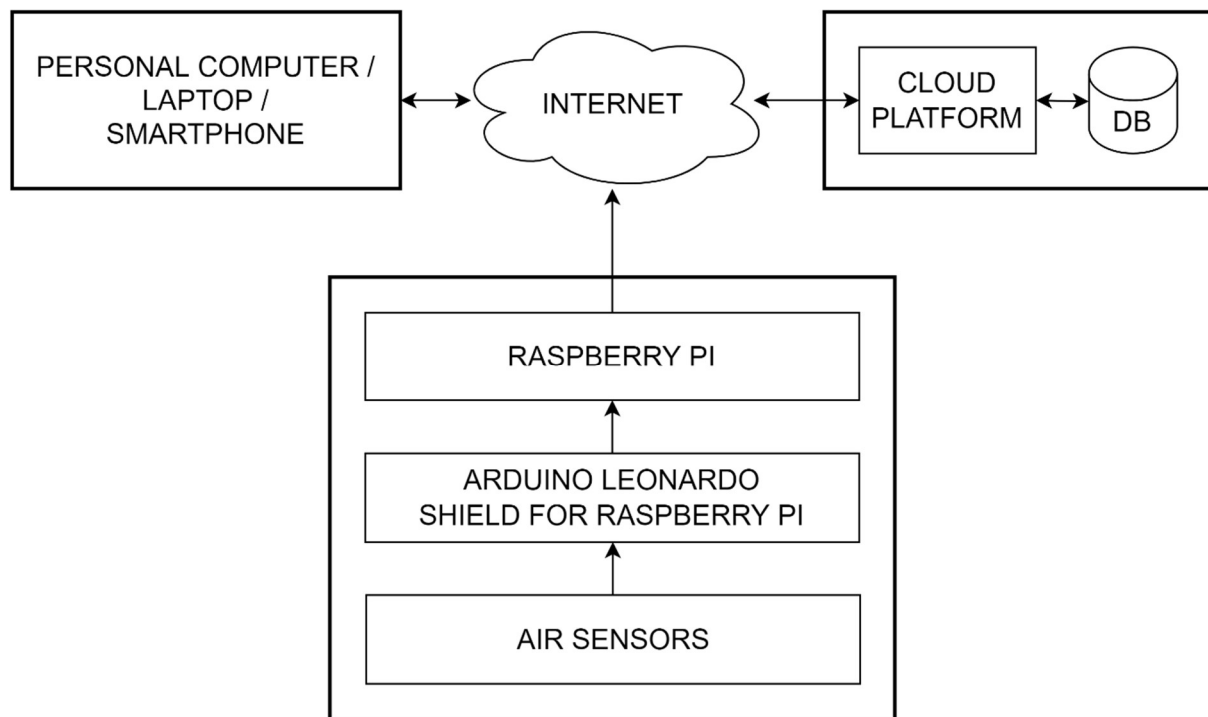 PERSONAL COMPUTER /
LAPTOP /
SMARTPHONE
INTERNET
CLOUD
PLATFORM
DB
RASPBERRY PI
ARDUINO LEONARDO
SHIELD FOR RASPBERRY PI
AIR SENSORS